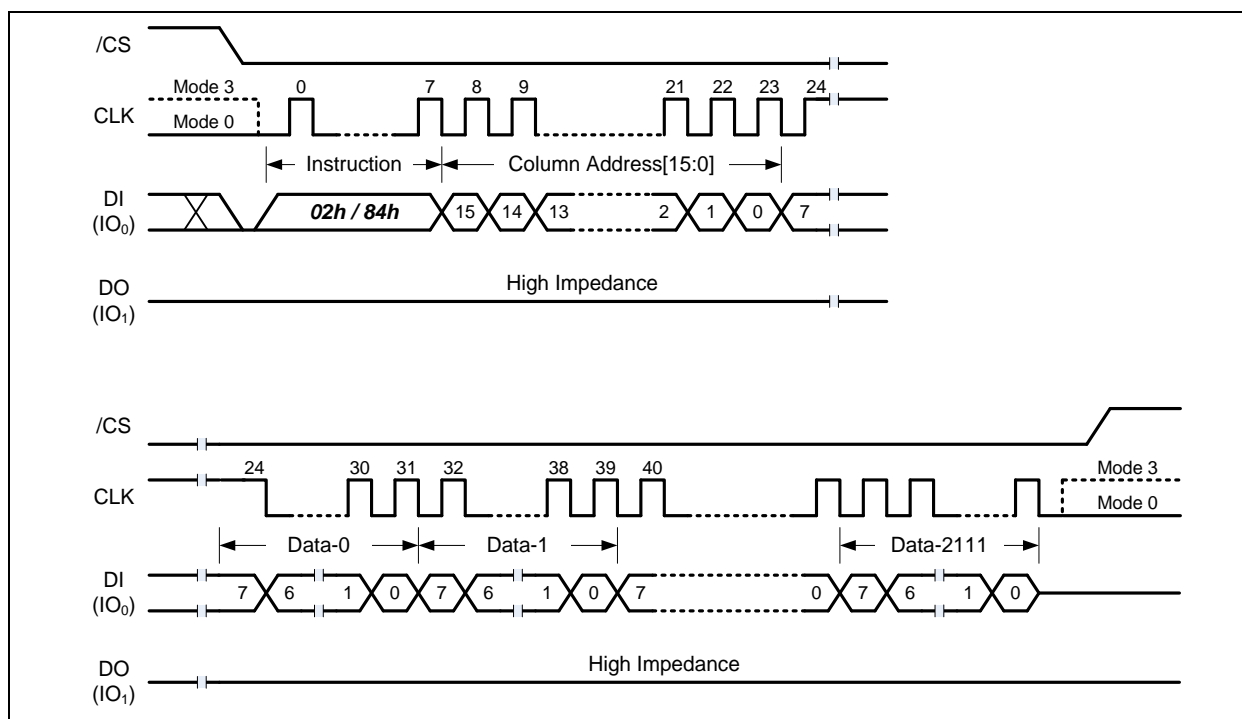 /CS
Mode 3 0 7 8 9 21 22 23 24
CLK
Mode 0
Instruction Column Address[15:0]
DI
(IO₀)
02h / 84h 15 14 13 2 1 0 7
High Impedance
DO
(IO₁)
/CS
24 30 31 32 38 39 40 Mode 3
CLK
Mode 0
Data-0 Data-1 Data-2111
DI
(IO₀)
7 6 1 0 7 6 1 0 7 0 7 6 1 0
High Impedance
DO
(IO₁)